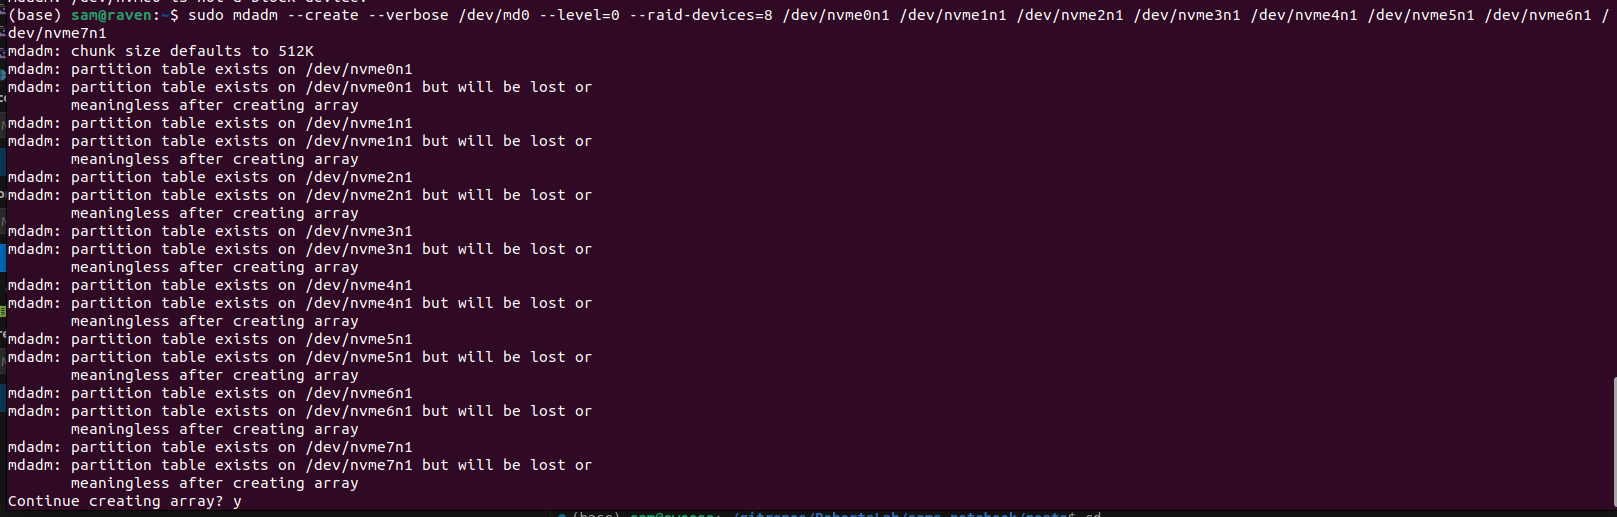 (base) sam@raven:~$ sudo mdadm --create --verbose /dev/md0 --level=0 --raid-devices=8 /dev/nvme0n1 /dev/nvme1n1 /dev/nvme2n1 /dev/nvme3n1 /dev/nvme4n1 /dev/nvme5n1 /dev/nvme6n1 /
dev/nvme7n1
mdadm: chunk size defaults to 512K
mdadm: partition table exists on /dev/nvme0n1
mdadm: partition table exists on /dev/nvme0n1 but will be lost or
       meaningless after creating array
mdadm: partition table exists on /dev/nvme1n1
mdadm: partition table exists on /dev/nvme1n1 but will be lost or
       meaningless after creating array
mdadm: partition table exists on /dev/nvme2n1
mdadm: partition table exists on /dev/nvme2n1 but will be lost or
       meaningless after creating array
mdadm: partition table exists on /dev/nvme3n1
mdadm: partition table exists on /dev/nvme3n1 but will be lost or
       meaningless after creating array
mdadm: partition table exists on /dev/nvme4n1
mdadm: partition table exists on /dev/nvme4n1 but will be lost or
       meaningless after creating array
mdadm: partition table exists on /dev/nvme5n1
mdadm: partition table exists on /dev/nvme5n1 but will be lost or
       meaningless after creating array
mdadm: partition table exists on /dev/nvme6n1
mdadm: partition table exists on /dev/nvme6n1 but will be lost or
       meaningless after creating array
mdadm: partition table exists on /dev/nvme7n1
mdadm: partition table exists on /dev/nvme7n1 but will be lost or
       meaningless after creating array
Continue creating array? y